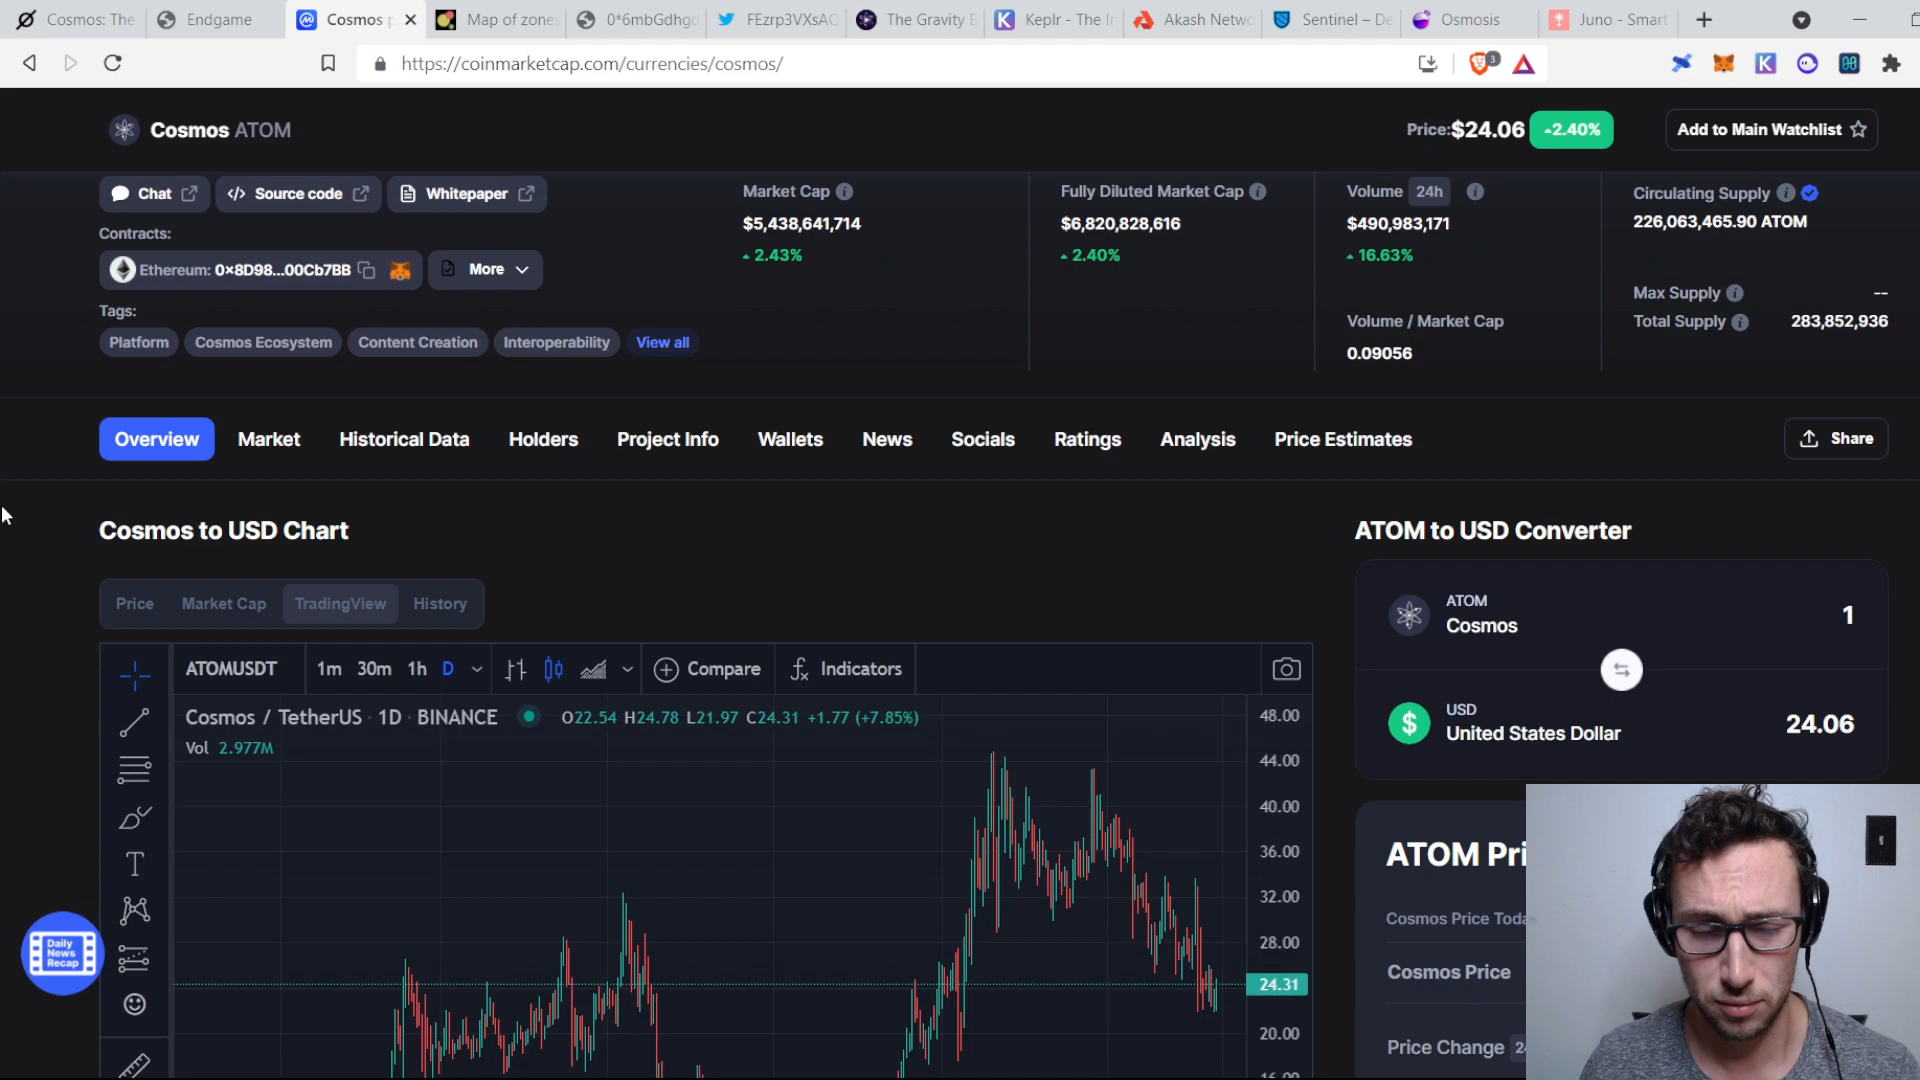 Cosmos: The
Endgame
Cosmos p
Map of zones
0*6mbGdhgd
FEzrp3VXsAC
The Gravity B
Keplr - The In
Akash Netwo
Sentinel – De
Osmosis
Juno - Smart
https://coinmarketcap.com/currencies/cosmos/
3
Cosmos ATOM
Price:$24.06
2.40%
Add to Main Watchlist
Chat
Source code
Whitepaper
Market Cap
Fully Diluted Market Cap
Volume 24h
Circulating Supply
$5,438,641,714
$6,820,828,616
$490,983,171
226,063,465.90 ATOM
Contracts:
2.43%
2.40%
16.63%
Ethereum: 0x8D98...00Cb7BB
More
Max Supply --
Tags:
Volume / Market Cap
Total Supply 283,852,936
Platform
Cosmos Ecosystem
Content Creation
Interoperability
View all
0.09056
Overview
Market
Historical Data
Holders
Project Info
Wallets
News
Socials
Ratings
Analysis
Price Estimates
Share
Cosmos to USD Chart
ATOM to USD Converter
Price
Market Cap
TradingView
History
ATOM
Cosmos
1
ATOMUSDT
1m 30m 1h D
Compare
Indicators
Cosmos / TetherUS · 1D · BINANCE
O22.54 H24.78 L21.97 C24.31 +1.77 (+7.85%)
Vol 2.977M
USD
United States Dollar
24.06
48.00
44.00
40.00
36.00
32.00
28.00
24.31
20.00
16.00
ATOM Pri
Cosmos Price Toda
Cosmos Price
Price Change 2
Daily
News
Recap